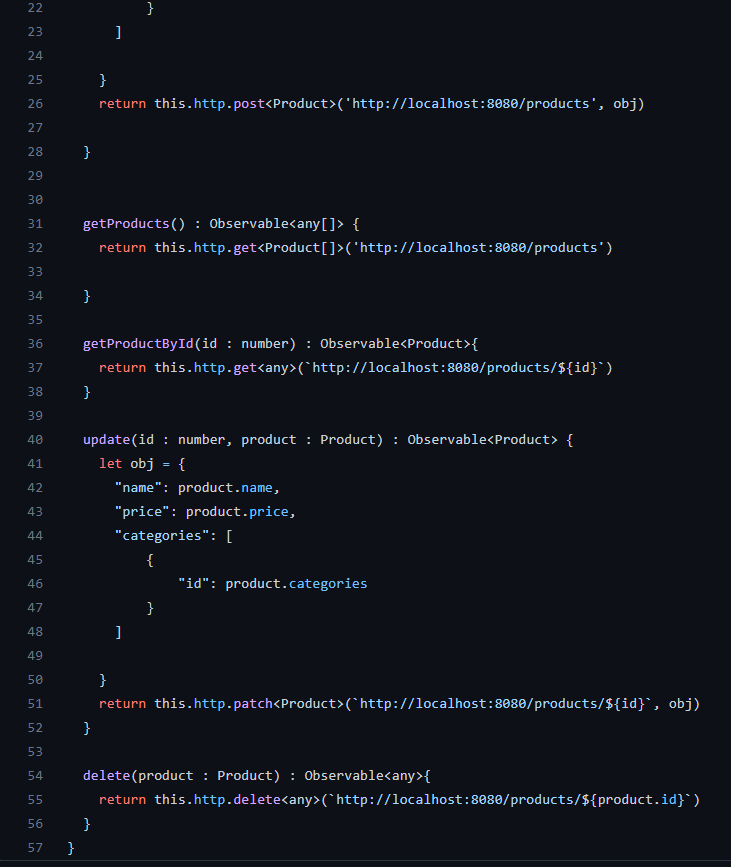 22 }
23 ]
24
25 }
26 return this.http.post<Product>('http://localhost:8080/products', obj)
27
28 }
29
30
31 getProducts() : Observable<any[]> {
32 return this.http.get<Product[]>('http://localhost:8080/products')
33
34 }
35
36 getProductById(id : number) : Observable<Product>{
37 return this.http.get<any>(`http://localhost:8080/products/${id}`)
38 }
39
40 update(id : number, product : Product) : Observable<Product> {
41 let obj = {
42 "name": product.name,
43 "price": product.price,
44 "categories": [
45 {
46 "id": product.categories
47 }
48 ]
49
50 }
51 return this.http.patch<Product>(`http://localhost:8080/products/${id}`, obj)
52 }
53
54 delete(product : Product) : Observable<any>{
55 return this.http.delete<any>(`http://localhost:8080/products/${product.id}`)
56 }
57 }